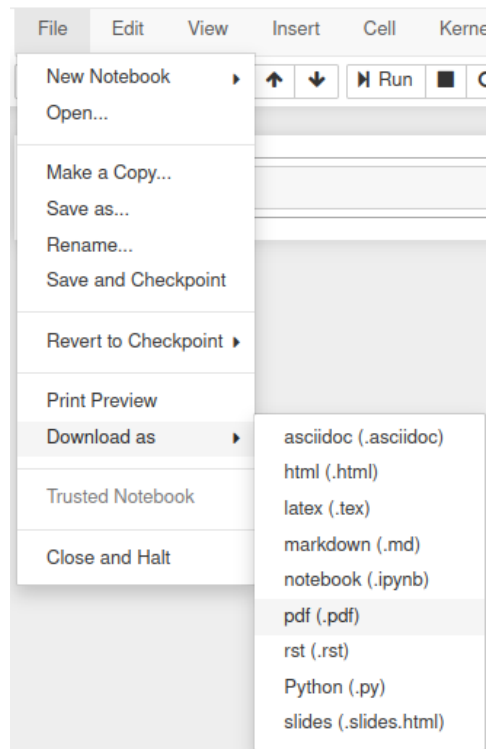 File Edit View Insert Cell Kerne
Run
New Notebook
Open...
Make a Copy...
Save as...
Rename...
Save and Checkpoint
Revert to Checkpoint
Print Preview
Download as
Trusted Notebook
Close and Halt
asciidoc (.asciidoc)
html (.html)
latex (.tex)
markdown (.md)
notebook (.ipynb)
pdf (.pdf)
rst (.rst)
Python (.py)
slides (.slides.html)